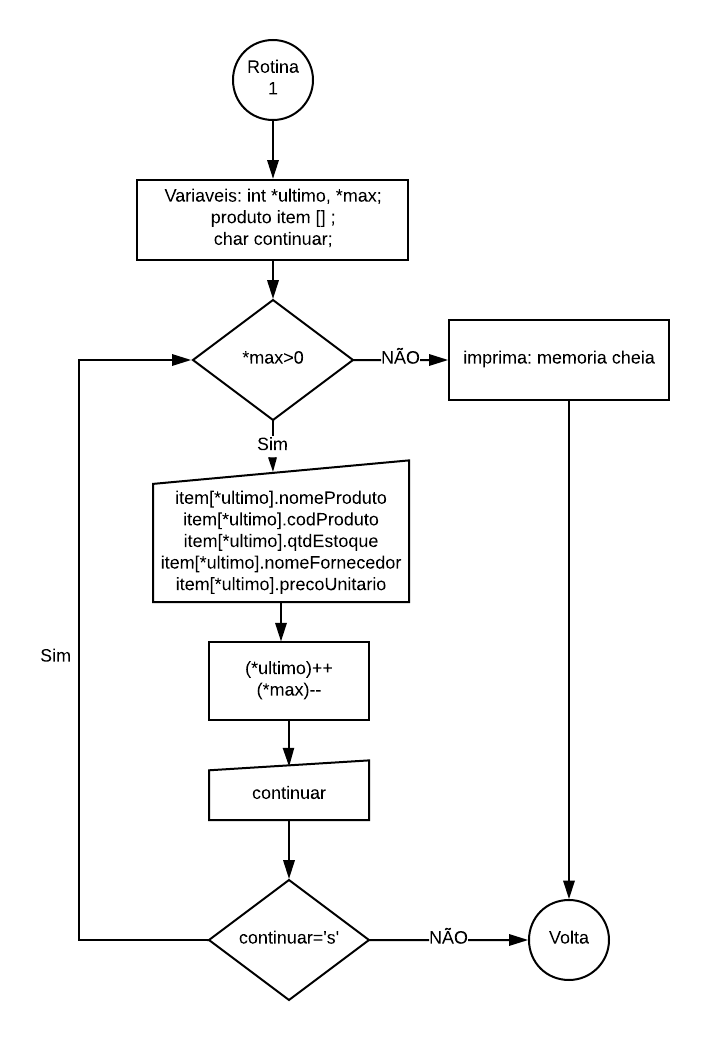 Rotina
1
Variaveis: int *ultimo, *max;
produto item [] ;
char continuar;
*max>0
NÃO
imprima: memoria cheia
Sim
item[*ultimo].nomeProduto
item[*ultimo].codProduto
item[*ultimo].qtdEstoque
item[*ultimo].nomeFornecedor
item[*ultimo].precoUnitario
Sim
(*ultimo)++
(*max)--
continuar
continuar='s'
NÃO
Volta